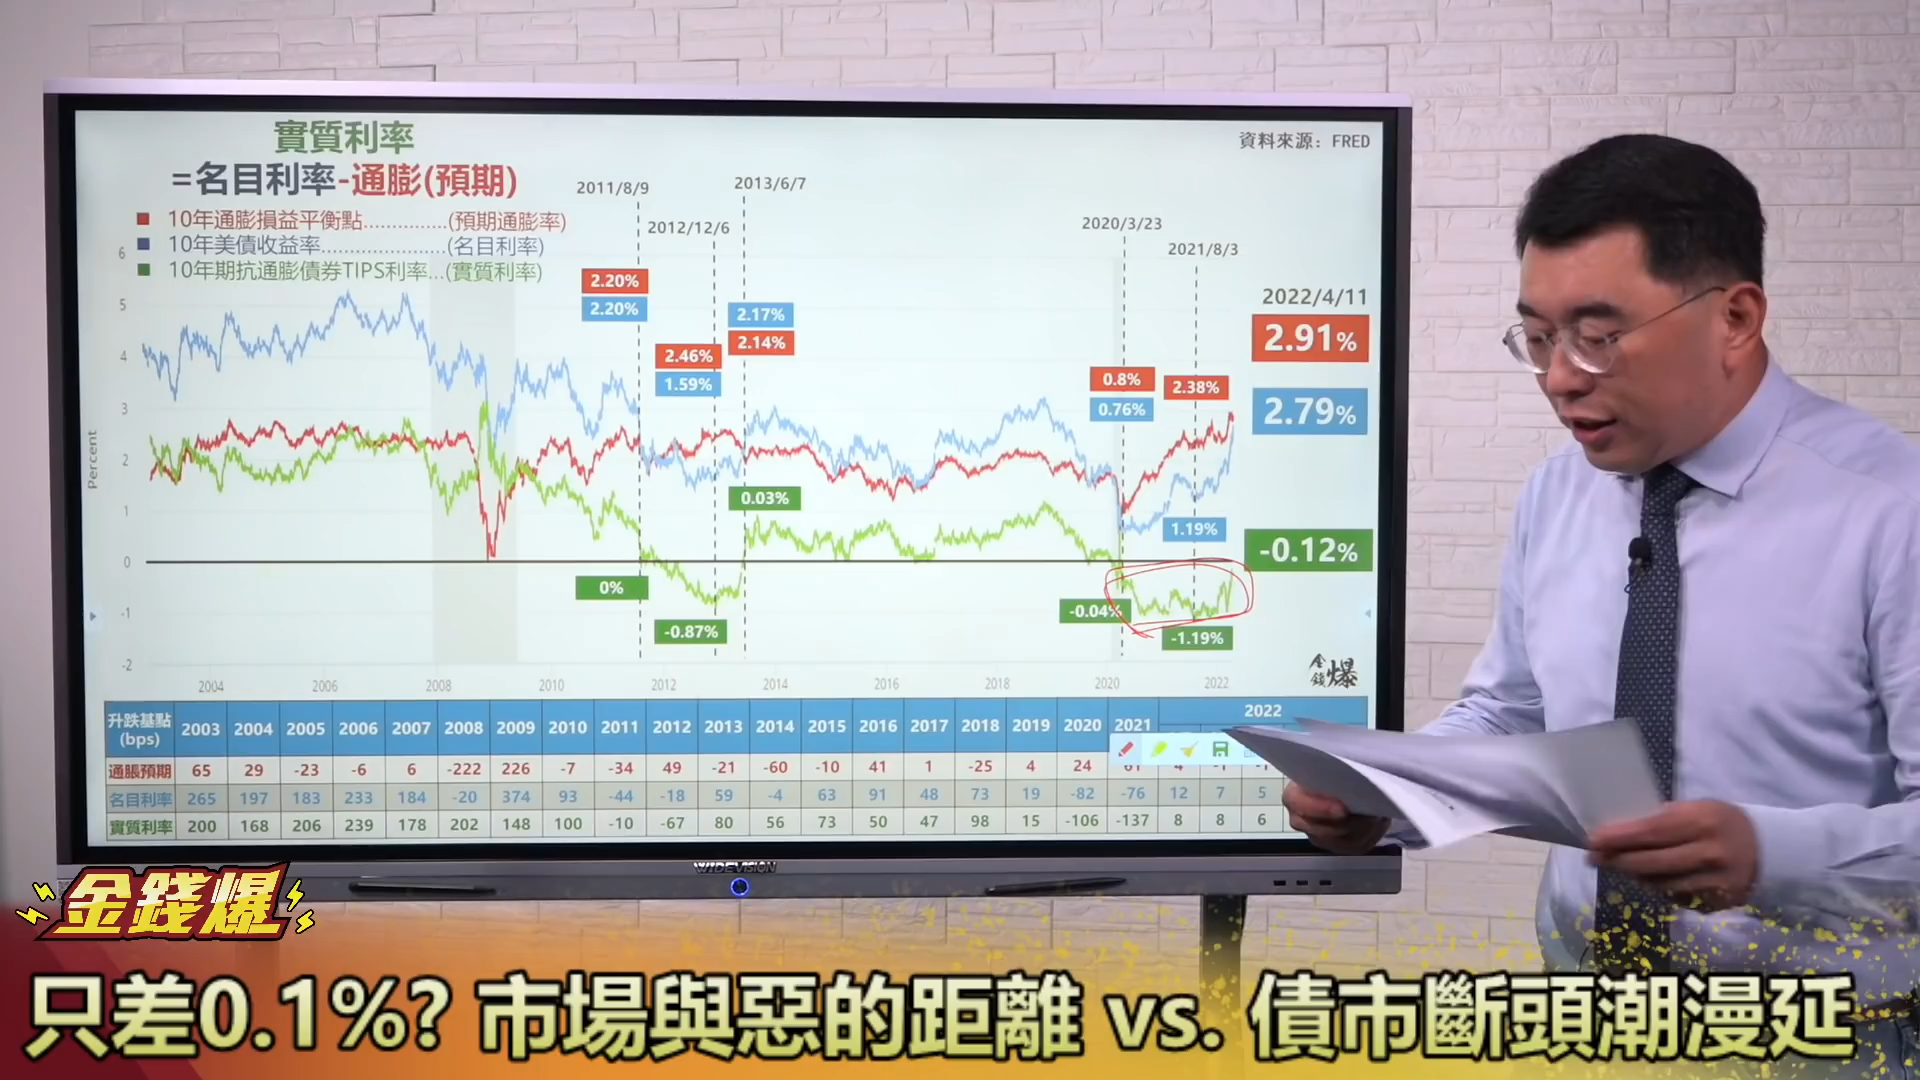 實質利率
=名目利率-通膨(預期)
資料來源：FRED
10年通膨損益平衡點..............(預期通膨率)
10年美債收益率.....................(名目利率)
10年期抗通膨債券TIPS利率...(實質利率)
2011/8/9
2012/12/6
2013/6/7
2020/3/23
2021/8/3
2022/4/11
2.20%
2.20%
2.46%
1.59%
2.17%
2.14%
0.8%
0.76%
2.38%
2.91%
2.79%
0.03%
1.19%
-0.12%
0%
-0.87%
-0.04%
-1.19%
Percent
6
5
4
3
2
1
0
-1
-2
2004 2006 2008 2010 2012 2014 2016 2018 2020 2022
金錢爆
升跌基點(bps) 2003 2004 2005 2006 2007 2008 2009 2010 2011 2012 2013 2014 2015 2016 2017 2018 2019 2020 2021 2022
通脹預期 65 29 -23 -6 6 -222 226 -7 -34 49 -21 -60 -10 41 1 -25 4 24
名目利率 265 197 183 233 184 -20 374 93 -44 -18 59 -4 63 91 48 73 19 -82 -76 12 7 5
實質利率 200 168 206 239 178 202 148 100 -10 -67 80 56 73 50 47 98 15 -106 -137 8 8 6
WIDEVISION
金錢爆
只差0.1%? 市場與惡的距離 vs. 債市斷頭潮漫延